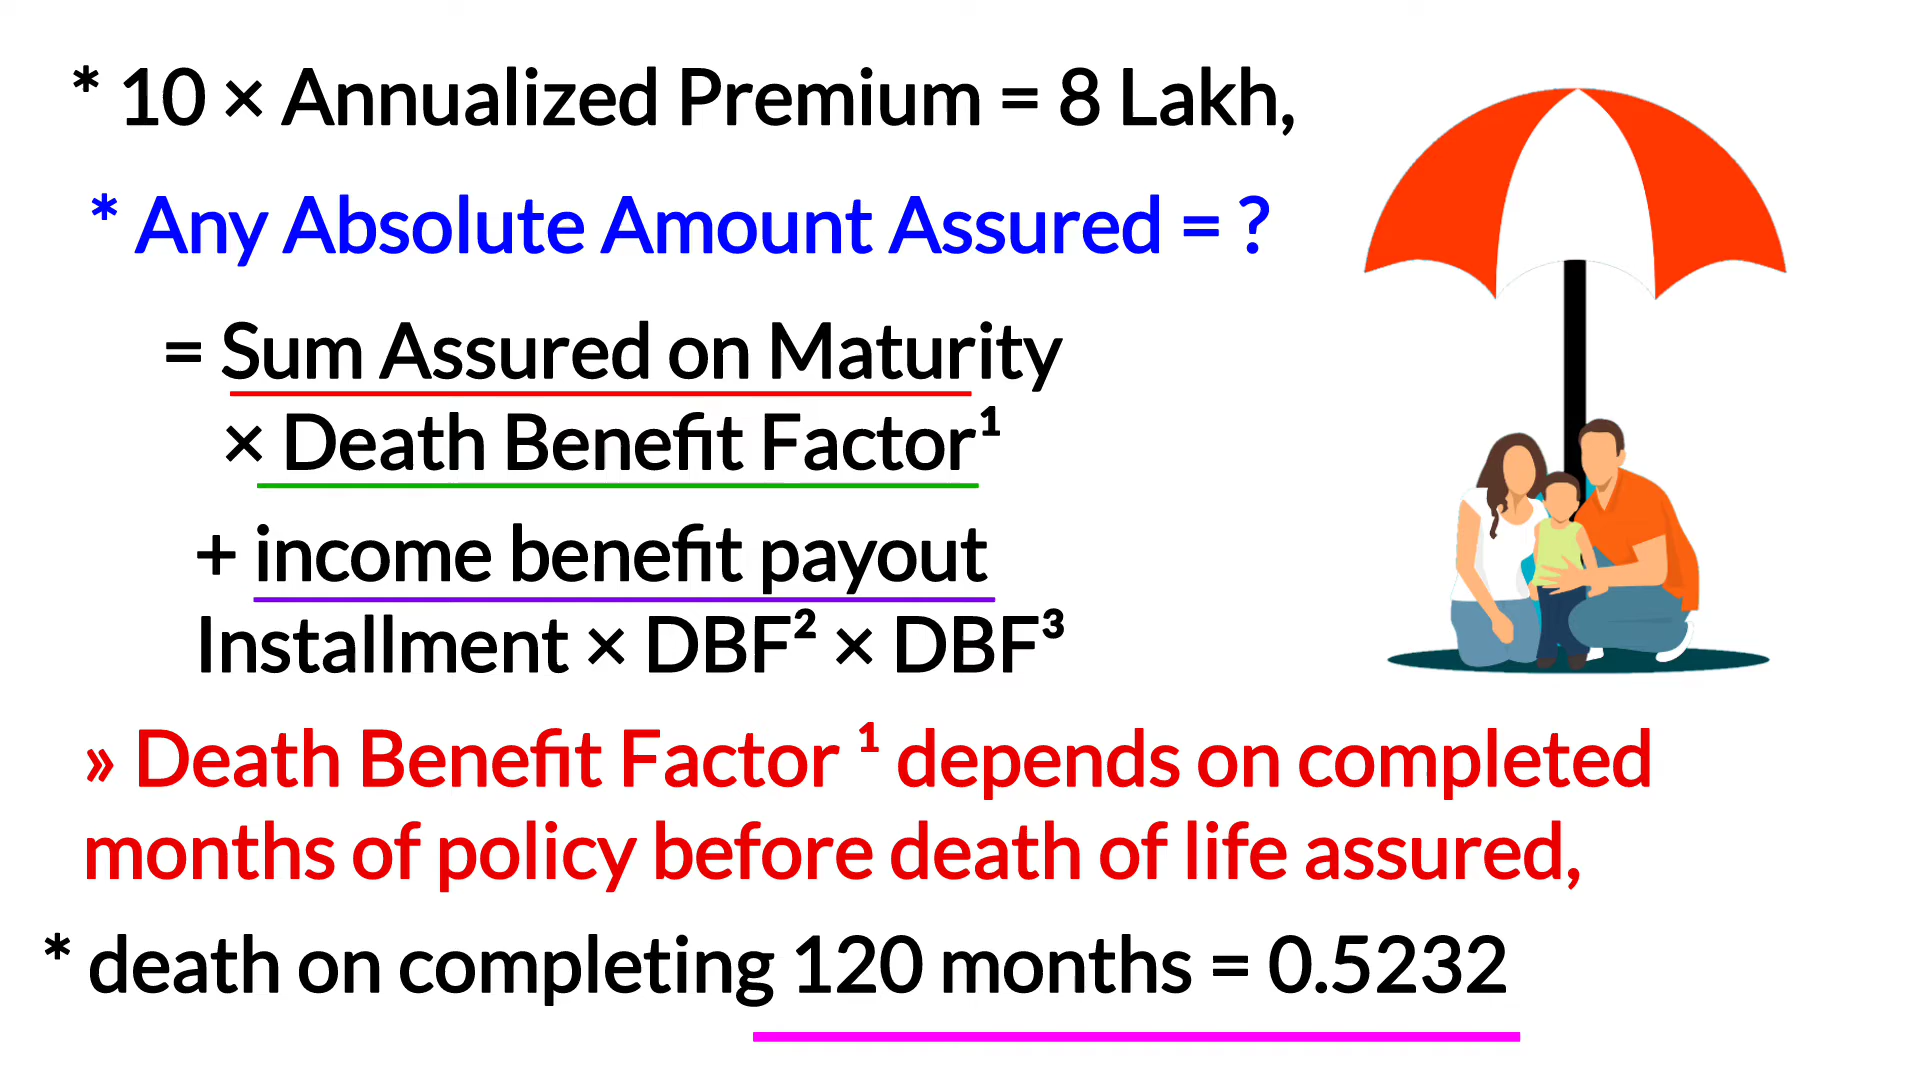 * 10 × Annualized Premium = 8 Lakh,
* Any Absolute Amount Assured = ?
= Sum Assured on Maturity
× Death Benefit Factor¹
+ income benefit payout
Installment × DBF² × DBF³
» Death Benefit Factor ¹ depends on completed
months of policy before death of life assured,
* death on completing 120 months = 0.5232